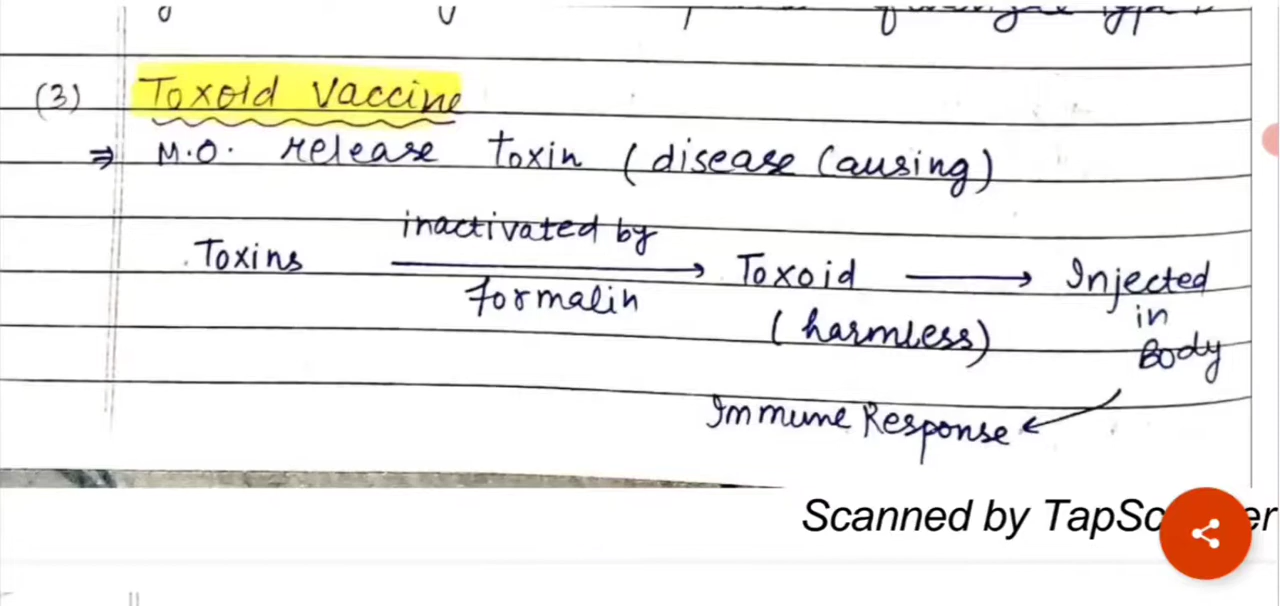 (3) Toxoid Vaccine
⇒ M.O. release toxin (disease Causing)
Toxins inactivated by formalin → Toxoid → Injected
(harmless) in
Body
Immune Response ←
Scanned by TapSc er